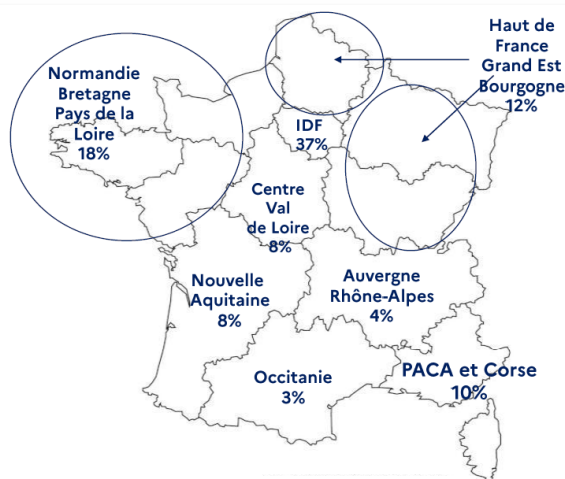 Haut de
France
Grand Est
Bourgogne
12%
Normandie
Bretagne
Pays de la
Loire
18%
IDF
37%
Centre
Val
de Loire
8%
Nouvelle
Aquitaine
8%
Auvergne
Rhône-Alpes
4%
Occitanie
3%
PACA et Corse
10%